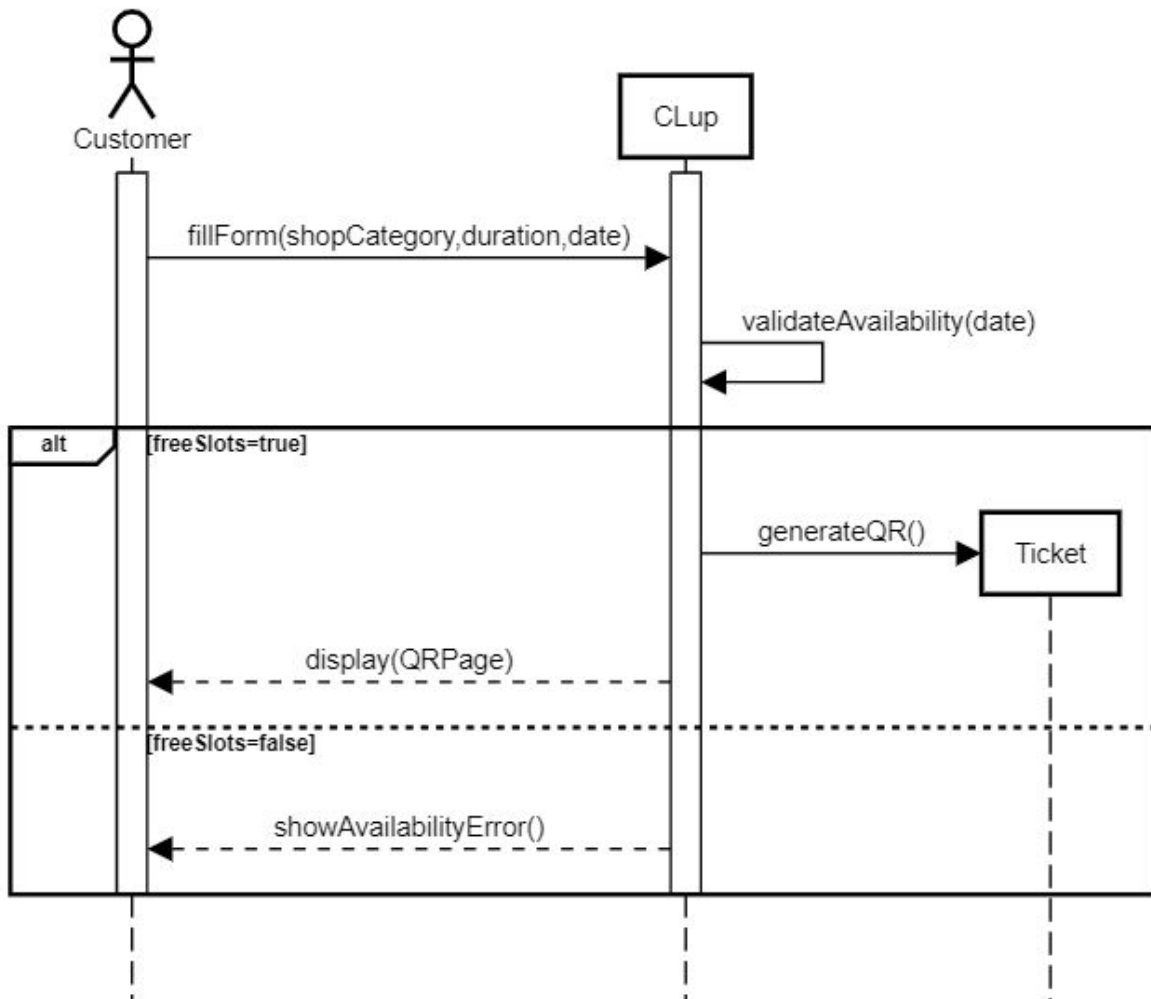 Customer
CLup
fillForm(shopCategory,duration,date)
validateAvailability(date)
alt
[freeSlots=true]
generateQR()
Ticket
display(QRPage)
[freeSlots=false]
showAvailabilityError()